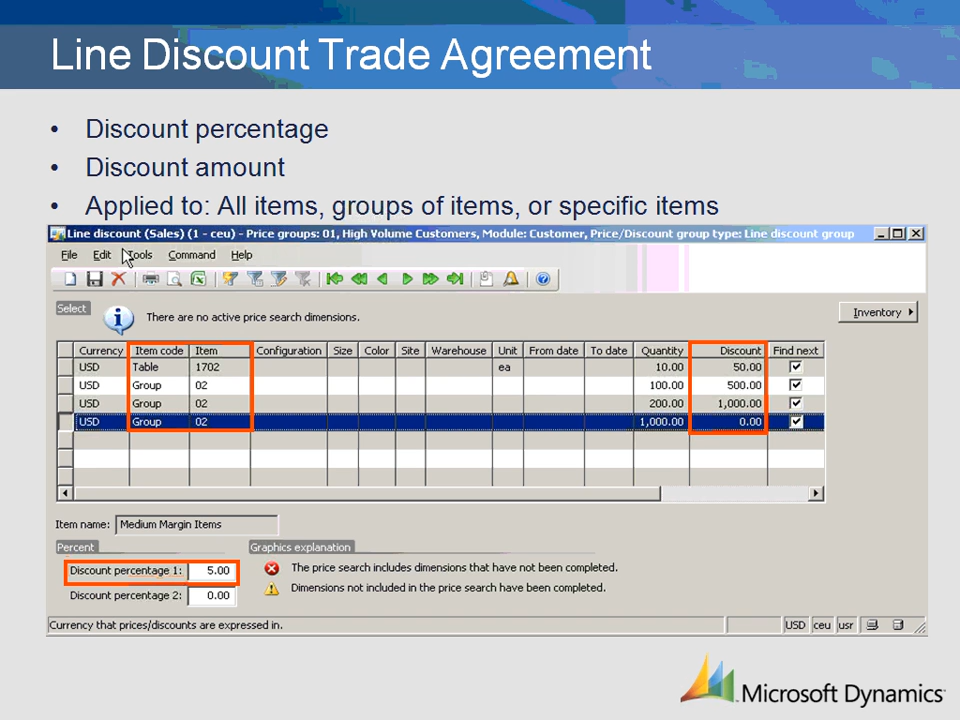 Line Discount Trade Agreement
• Discount percentage
• Discount amount
• Applied to: All items, groups of items, or specific items
Line discount (Sales) (1 - ceu) - Price groups: 01, High Volume Customers, Module: Customer, Price/Discount group type: Line discount group
File Edit Tools Command Help
Select
There are no active price search dimensions.
Inventory
Currency Item code Item Configuration Size Color Site Warehouse Unit From date To date Quantity Discount Find next
USD Table 1702 ea 10.00 50.00
USD Group 02 100.00 500.00
USD Group 02 200.00 1,000.00
USD Group 02 1,000.00 0.00
Item name: Medium Margin Items
Percent
Discount percentage 1: 5.00
Discount percentage 2: 0.00
Graphics explanation
The price search includes dimensions that have not been completed.
Dimensions not included in the price search have been completed.
Currency that prices/discounts are expressed in.
USD ceu usr
Microsoft Dynamics